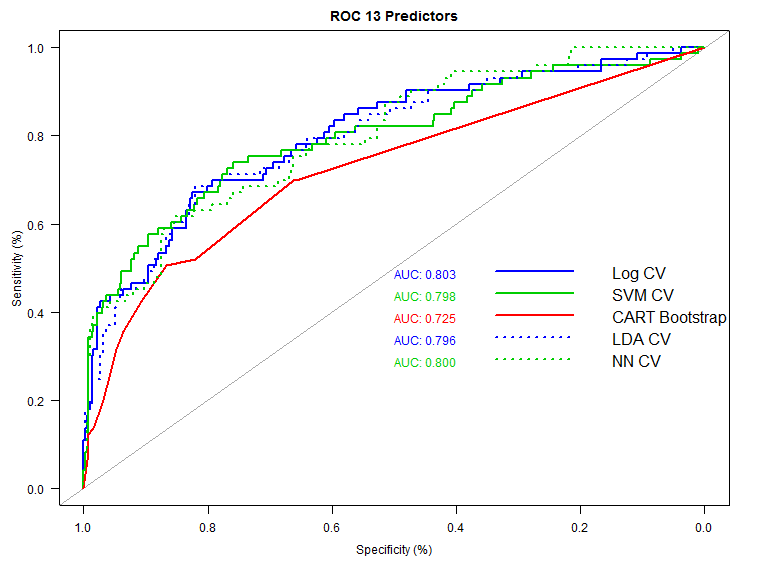 ROC 13 Predictors
Sensitivity (%)
1.0
0.8
0.6
0.4
0.2
0.0
AUC: 0.803 Log CV
AUC: 0.798 SVM CV
AUC: 0.725 CART Bootstrap
AUC: 0.796 LDA CV
AUC: 0.800 NN CV
1.0 0.8 0.6 0.4 0.2 0.0
Specificity (%)